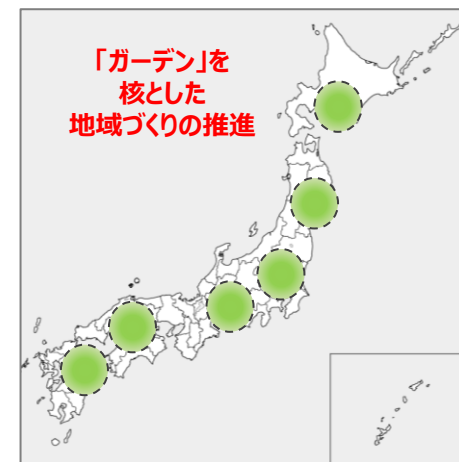 「ガーデン」を
核とした
地域づくりの推進